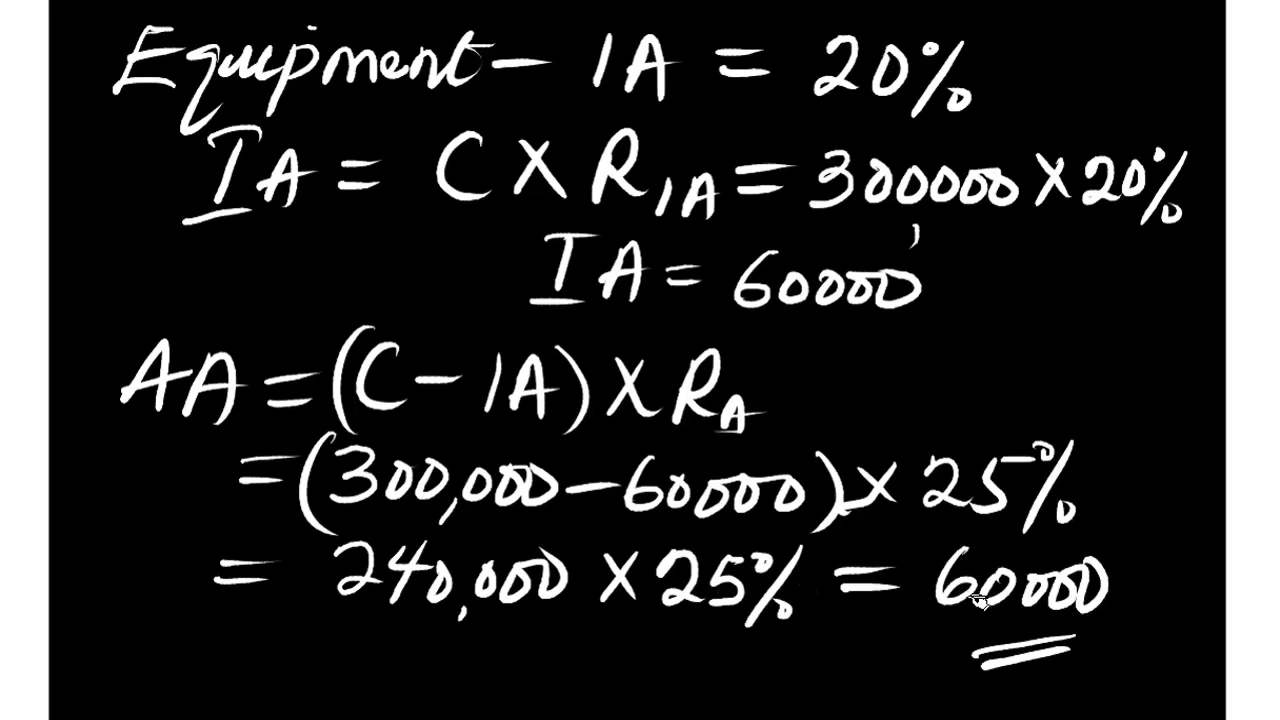 Equipment - IA = 20%
IA = C X R IA = 300000 X 20%
IA = 60000
AA = (C - IA) X RA
= (300,000 - 60000) X 25%
= 240,000 X 25% = 60000